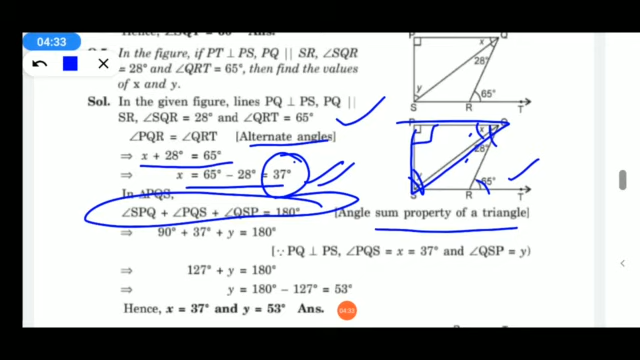 04:33
Hence, ∠SQT = 60° Ans.
In the figure, if PT ⊥ PS, PQ || SR, ∠SQR
= 28° and ∠QRT = 65°, then find the values
of x and y.
Sol. In the given figure, lines PQ ⊥ PS, PQ ||
SR, ∠SQR = 28° and ∠QRT = 65°
∠PQR = ∠QRT [Alternate angles]
⇒ x + 28° = 65°
⇒ x = 65° – 28° = 37°
In ΔPQS,
∠SPQ + ∠PQS + ∠QSP = 180° [Angle sum property of a triangle]
⇒ 90° + 37° + y = 180°
[∵ PQ ⊥ PS, ∠PQS = x = 37° and ∠QSP = y)
⇒ 127° + y = 180°
⇒ y = 180° – 127° = 53°
Hence, x = 37° and y = 53° Ans.
04:33
x
28°
y
65°
S
R
T
28°
65°
S
R
T